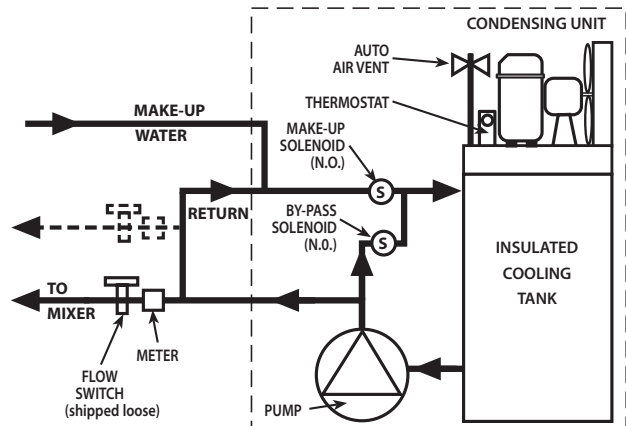 CONDENSING UNIT
AUTO
AIR VENT
THERMOSTAT
MAKE-UP
WATER
MAKE-UP
SOLENOID
(N.O.)
S
RETURN
BY-PASS
SOLENOID
(N.0.)
S
INSULATED
COOLING
TANK
TO
MIXER
METER
FLOW
SWITCH
(shipped loose)
PUMP